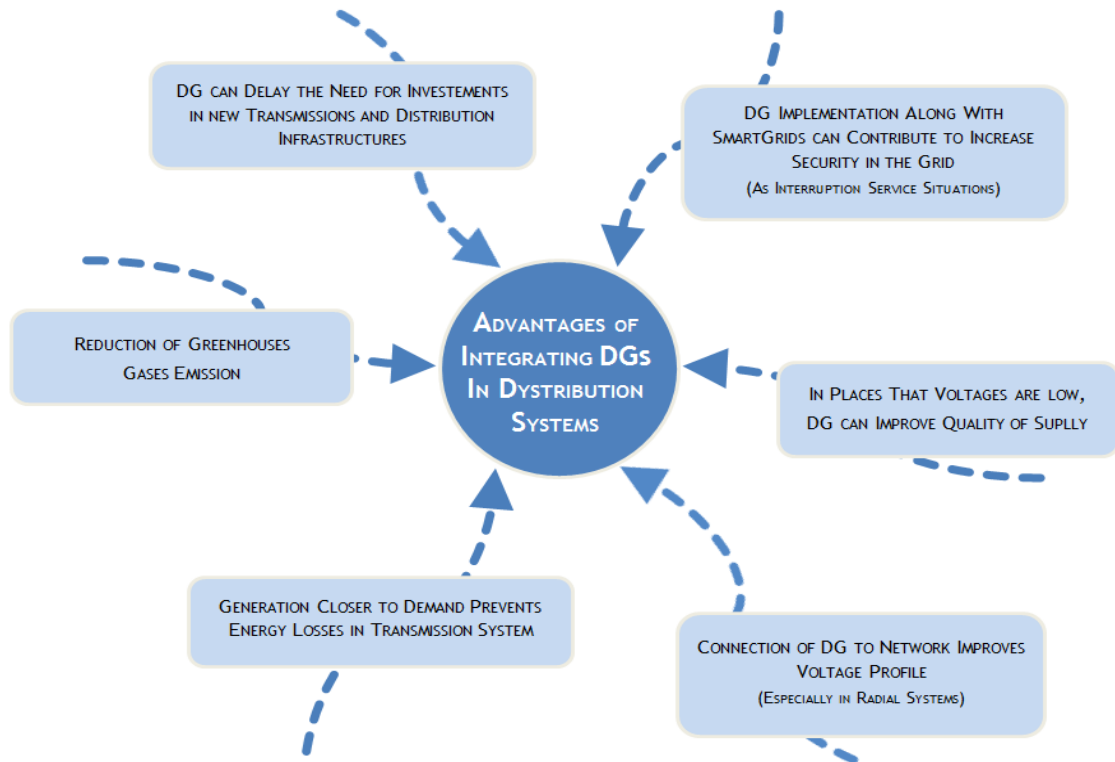 DG can Delay the Need for Investements
in new Transmissions and Distribution
Infrastructures
DG Implementation Along With
SmartGrids can Contribute to Increase
Security in the Grid
(As Interruption Service Situations)
Advantages of
Integrating DGs
In Dystribution
Systems
Reduction of Greenhouses
Gases Emission
In Places That Voltages are low,
DG can Improve Quality of Suplly
Generation Closer to Demand Prevents
Energy Losses in Transmission System
Connection of DG to Network Improves
Voltage Profile
(Especially in Radial Systems)